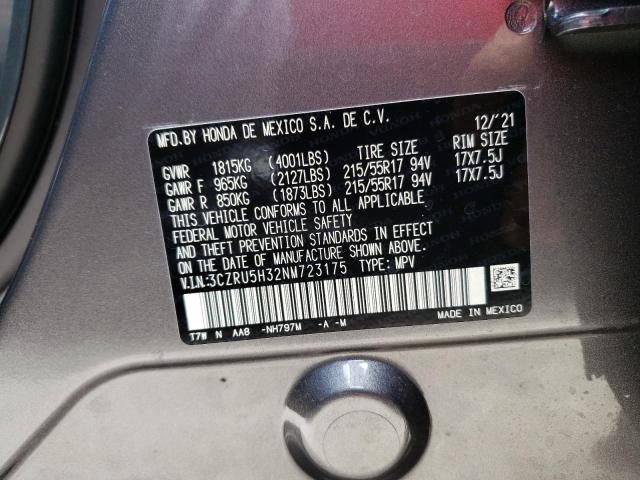 MFD.BY HONDA DE MEXICO S.A. DE C.V. 12/'21
GVWR 1815KG (4001LBS) TIRE SIZE RIM SIZE
GAWR F 965KG (2127LBS) 215/55R17 94V 17X7.5J
GAWR R 850KG (1873LBS) 215/55R17 94V 17X7.5J
THIS VEHICLE CONFORMS TO ALL APPLICABLE
FEDERAL MOTOR VEHICLE SAFETY
AND THEFT PREVENTION STANDARDS IN EFFECT
ON THE DATE OF MANUFACTURE SHOWN ABOVE.
V.I.N.:3CZRU5H32NM723175 TYPE: MPV
T7W N AA8 -NH797M -A -M
MADE IN MEXICO